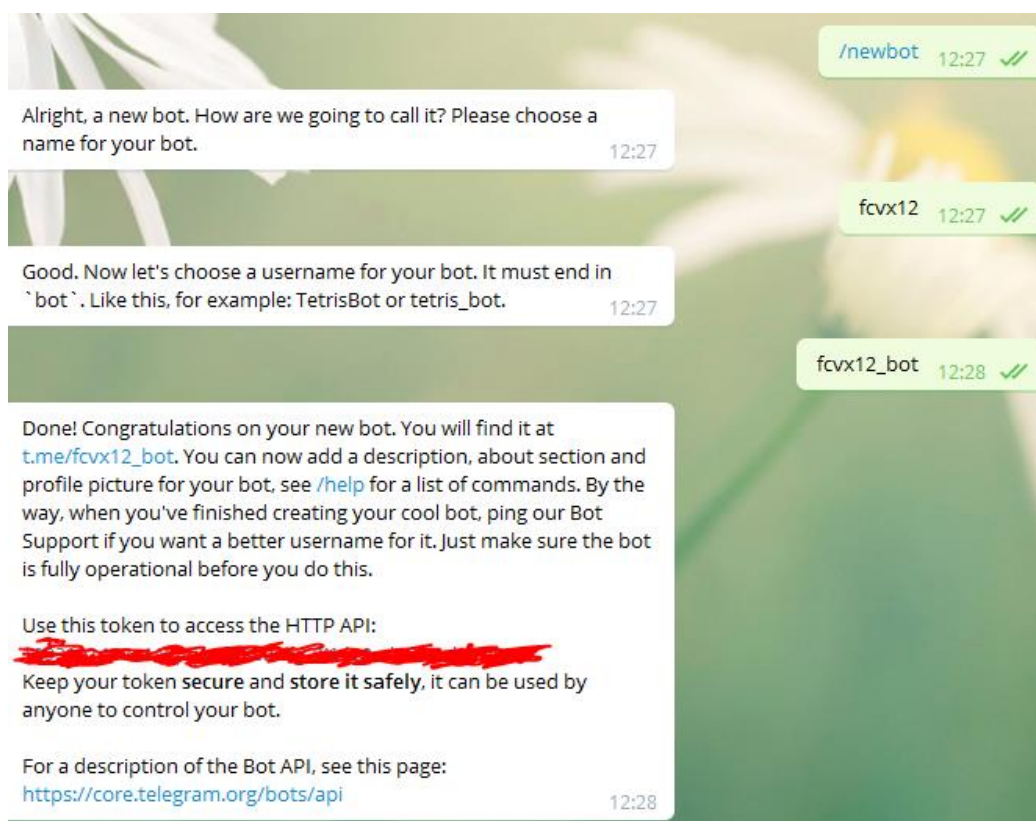 /newbot 12:27
Alright, a new bot. How are we going to call it? Please choose a
name for your bot.
12:27
fcvx12 12:27
Good. Now let's choose a username for your bot. It must end in
`bot`. Like this, for example: TetrisBot or tetris_bot.
12:27
fcvx12_bot 12:28
Done! Congratulations on your new bot. You will find it at
t.me/fcvx12_bot. You can now add a description, about section and
profile picture for your bot, see /help for a list of commands. By the
way, when you've finished creating your cool bot, ping our Bot
Support if you want a better username for it. Just make sure the bot
is fully operational before you do this.
Use this token to access the HTTP API:
Keep your token secure and store it safely, it can be used by
anyone to control your bot.
For a description of the Bot API, see this page:
https://core.telegram.org/bots/api
12:28